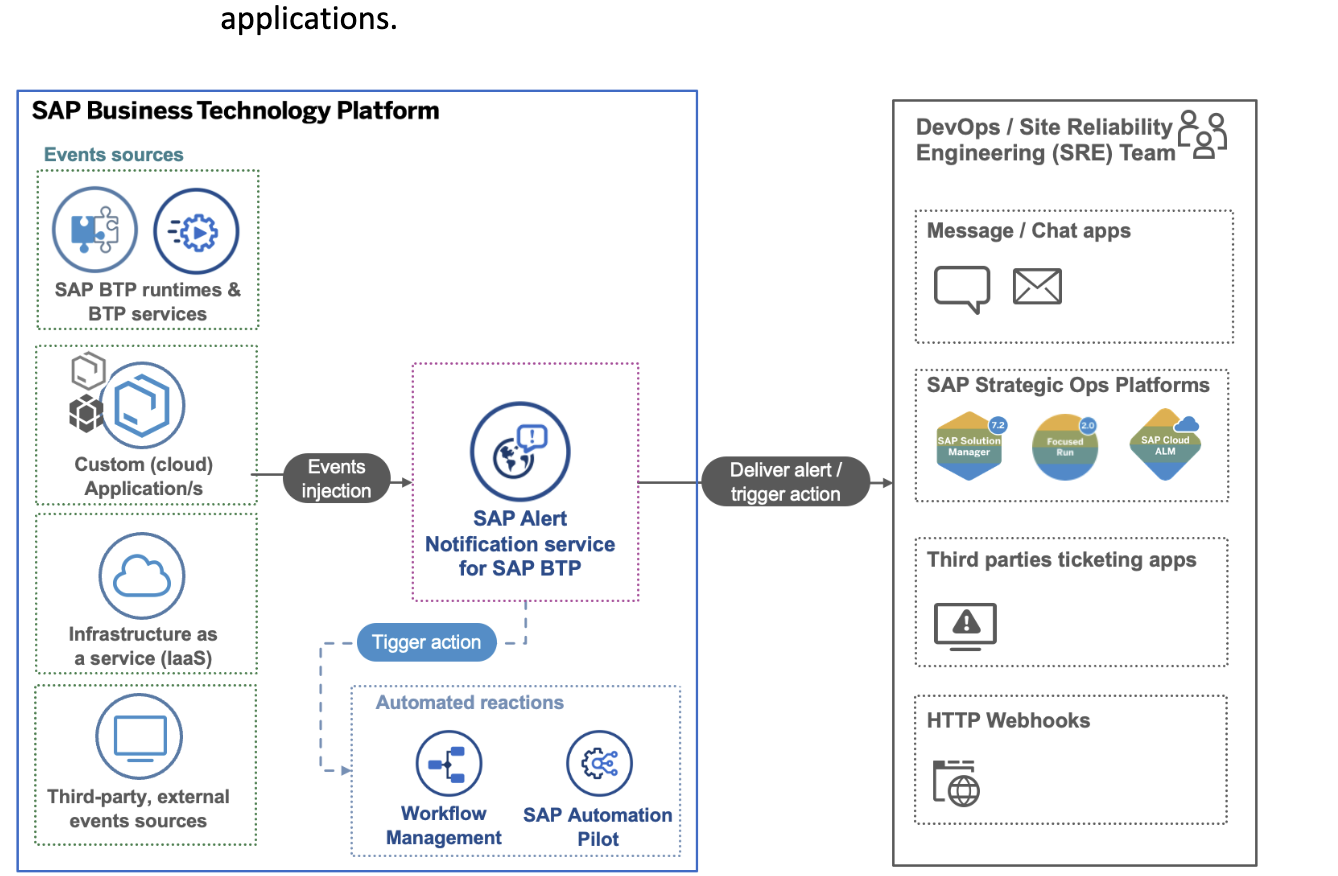 applications.
SAP Business Technology Platform
Events sources
SAP BTP runtimes &
BTP services
Custom (cloud)
Application/s
Infrastructure as
a service (IaaS)
Third-party, external
events sources
Events
injection
SAP Alert
Notification service
for SAP BTP
Tigger action
Automated reactions
Workflow
Management
SAP Automation
Pilot
Deliver alert /
trigger action
DevOps / Site Reliability
Engineering (SRE) Team
Message / Chat apps
SAP Strategic Ops Platforms
7.2
SAP Solution
Manager
2.0
Focused
Run
SAP Cloud
ALM
Third parties ticketing apps
HTTP Webhooks